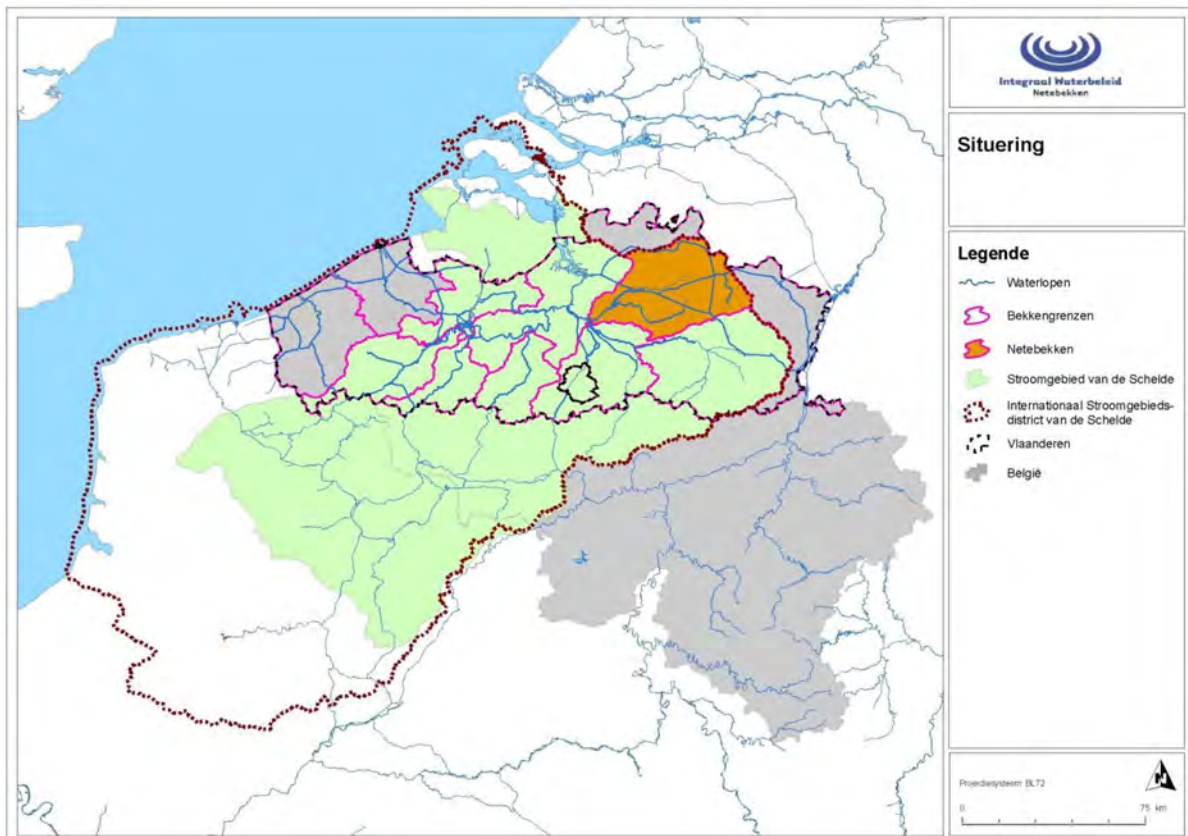 Integraal Waterbeleid
Netebekken
Situering
Legende
Waterlopen
Bekkengrenzen
Netebekken
Stroomgebied van de Schelde
Internationaal Stroomgebieds-
district van de Schelde
Vlaanderen
België
Projectiesysteem: BL72
N
0
75 km